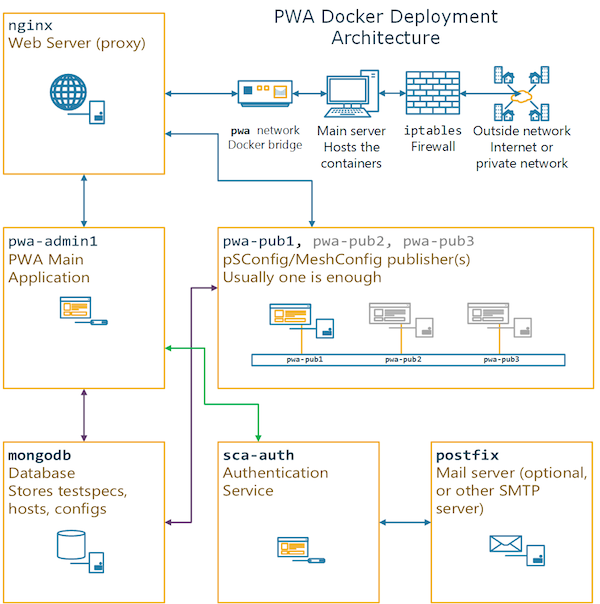 PWA Docker Deployment
Architecture
nginx
Web Server (proxy)
pwa network
Docker bridge
Main server
Hosts the
containers
iptables
Firewall
Outside network
Internet or
private network
pwa-admin1
PWA Main
Application
pwa-pub1, pwa-pub2, pwa-pub3
pSConfig/MeshConfig publisher(s)
Usually one is enough
pwa-pub1 pwa-pub2 pwa-pub3
mongodb
Database
Stores testspecs,
hosts, configs
sca-auth
Authentication
Service
postfix
Mail server (optional,
or other SMTP
server)